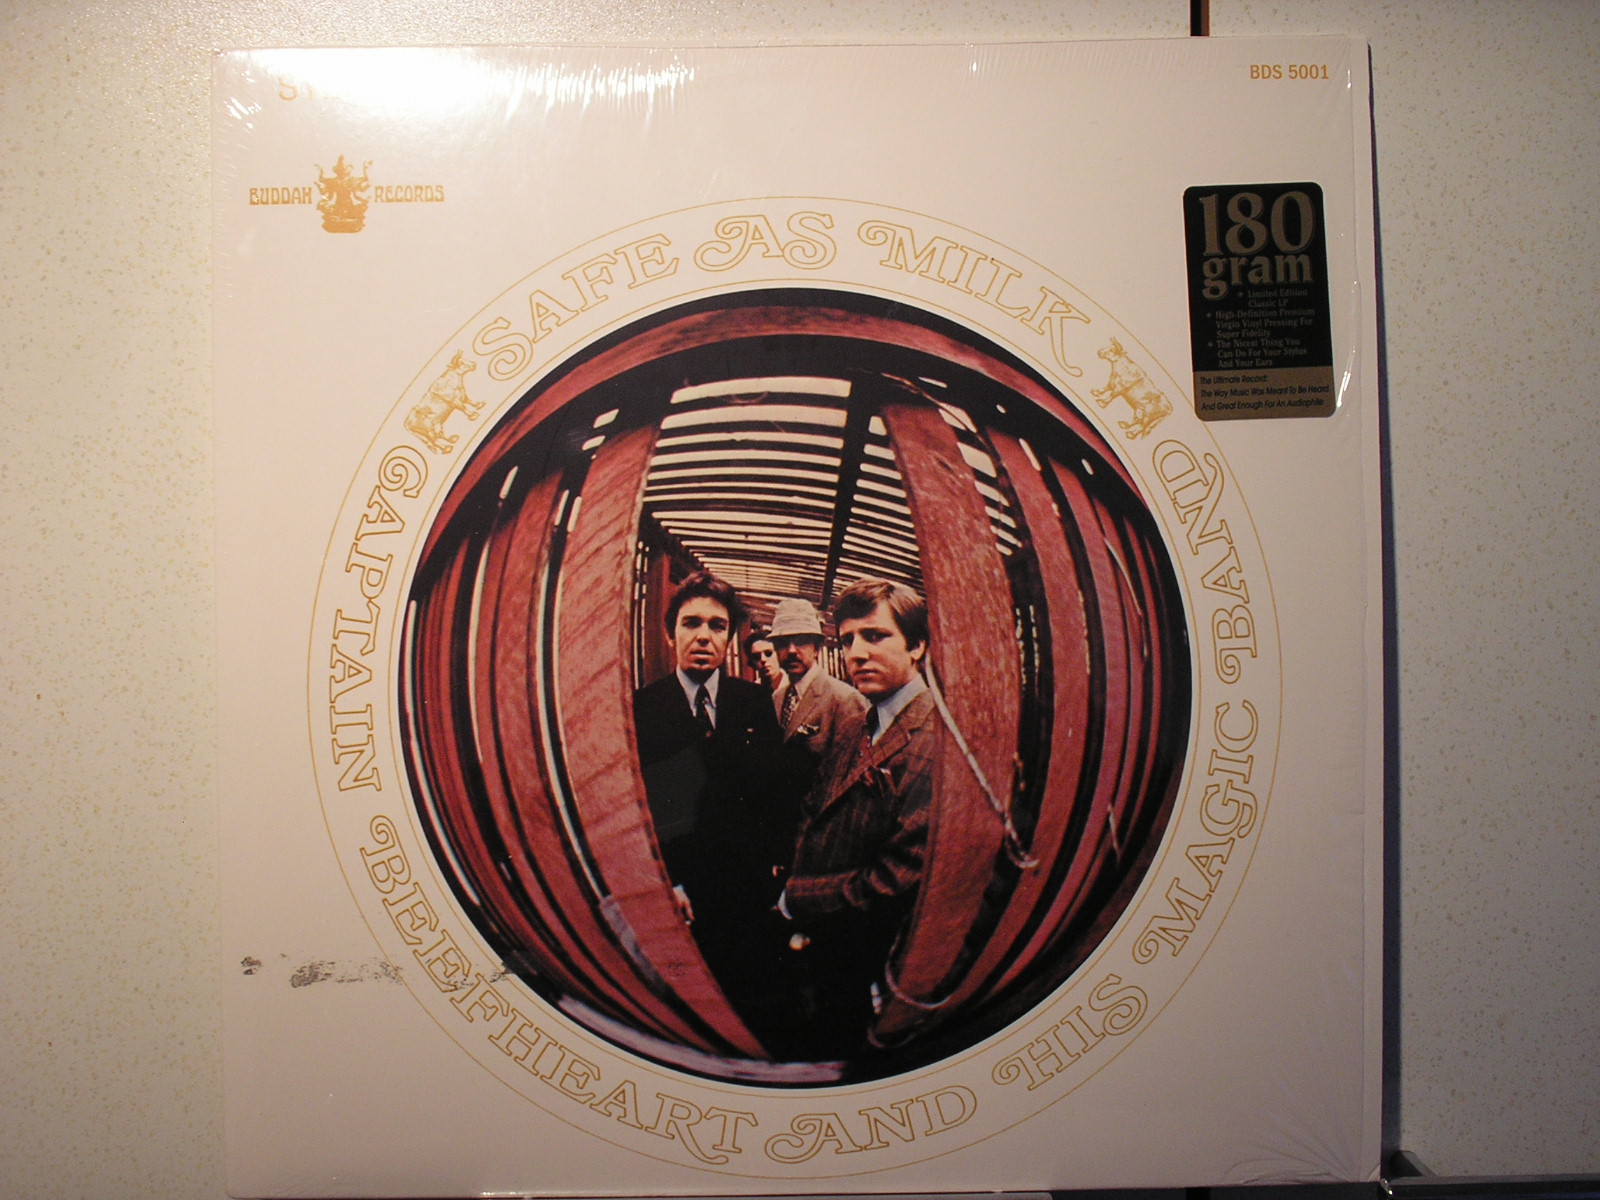 BDS 5001
BUDDAH RECORDS
SAFE AS MILK
CAPTAIN BEEFHEART AND HIS MAGIC BAND
180
gram
Limited Edition
Classic LP
High-Definition Premium
Virgin Vinyl Pressing For
Super Fidelity
The Nicest Thing You
Can Do For Your Stylus
And Your Ears
The Ultimate Record:
The Way Music Was Meant To Be Heard
And Great Enough For An Audiophile